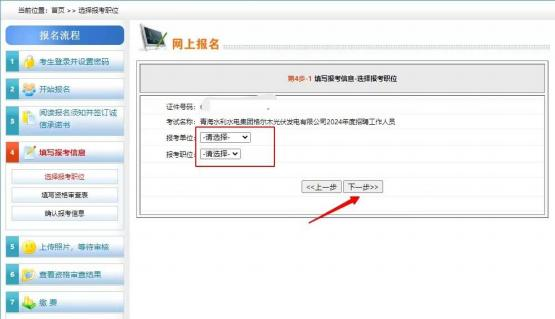 当前位置：首页 >> 选择报考职位
报名流程
1 考生登录并设置密码
2 开始报名
3 阅读报名须知并签订诚
信承诺书
4 填写报考信息
选择报考职位
填写资格审查表
确认报考信息
5 上传照片，等待审核
6 查看资格审查结果
7 缴 费
网上报名
第4步-1 填写报考信息-选择报考职位
证件号码：
考试名称：青海水利水电集团格尔木光伏发电有限公司2024年度招聘工作人员
报考单位：-请选择-
报考职位：-请选择-
<<上一步 下一步>>